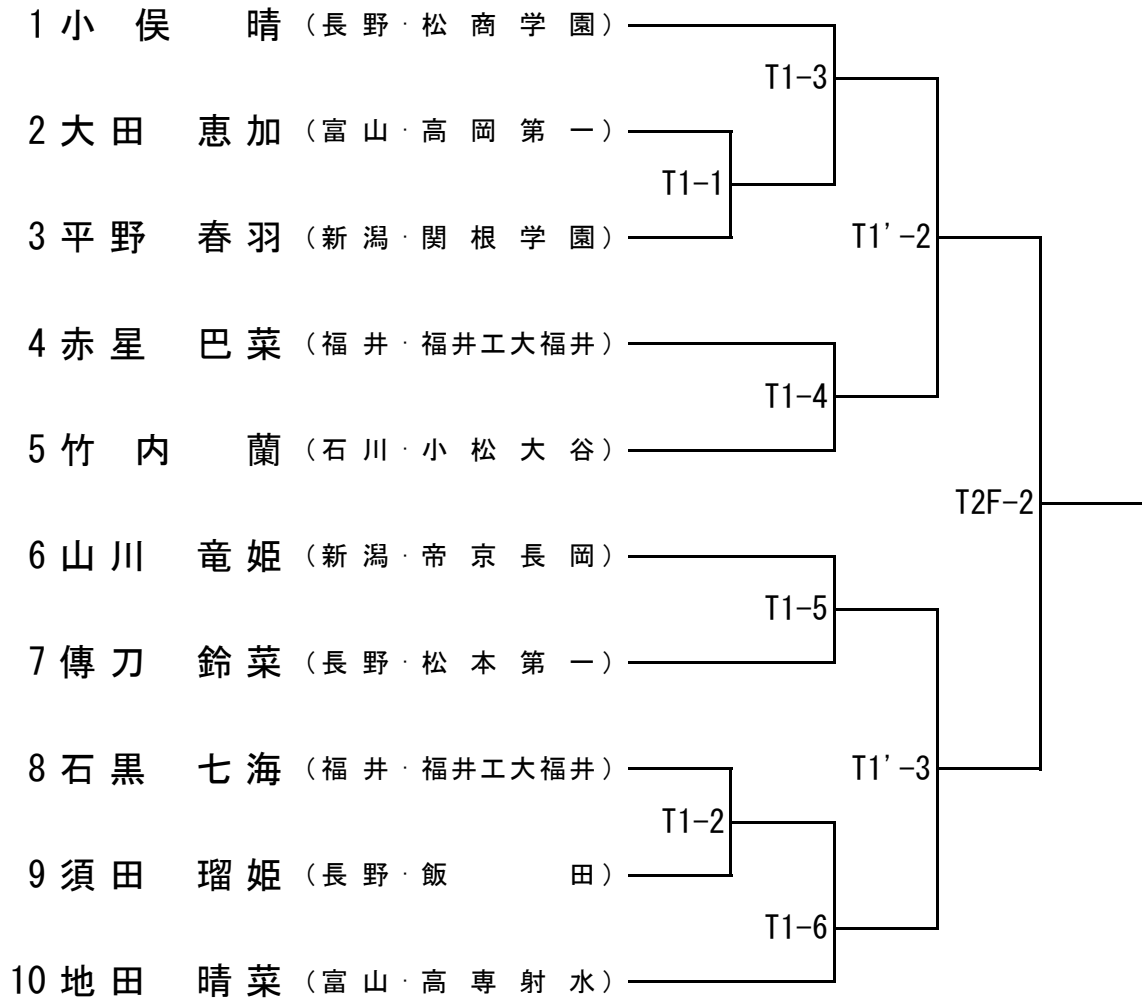 1 小俣 晴 (長野・松商学園)
T1-3
2 大田 恵加 (富山・高岡第一)
T1-1
3 平野 春羽 (新潟・関根学園)
T1'-2
4 赤星 巴菜 (福井・福井工大福井)
T1-4
5 竹内 蘭 (石川・小松大谷)
T2F-2
6 山川 竜姫 (新潟・帝京長岡)
T1-5
7 傳刀 鈴菜 (長野・松本第一)
8 石黒 七海 (福井・福井工大福井)
T1'-3
T1-2
9 須田 瑠姫 (長野・飯田)
T1-6
10 地田 晴菜 (富山・高専射水)